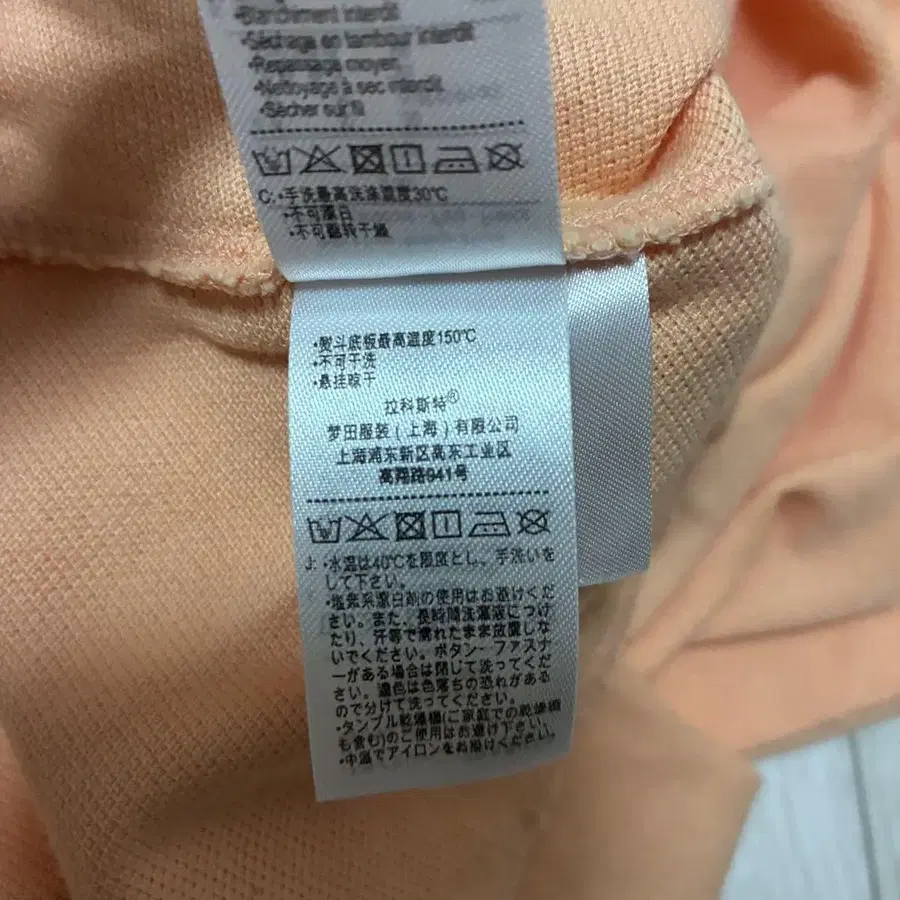 •Blanchiment interdit
•Séchage en tambour interdit
•Repassage moyen,
•Nettoyage à sec interdit
•Sécher sur fil
C: •手洗最高洗涤温度30℃
•不可漂白
•不可翻转干燥
•熨斗底板最高温度150℃
•不可干洗
•悬挂晾干
拉科斯特®
梦田服装(上海)有限公司
上海浦东新区高东工业区
高翔路941号
J: •水温は40℃を限度とし、手洗いを
して下さい。
•塩素系漂白剤の使用はお避けくだ
さい。また、長時間洗濯液につけ
たり、汗等で濡れたまま放置しな
いでください。ボタン-ファスナ
ーがある場合は閉じて洗ってくだ
さい。濃色は色落ちの恐れがある
ので分けて洗ってください。
•タンブル乾燥機(ご家庭での乾燥機
も含む)のご使用はお避け下さい。
•中温でアイロンをお掛けください。